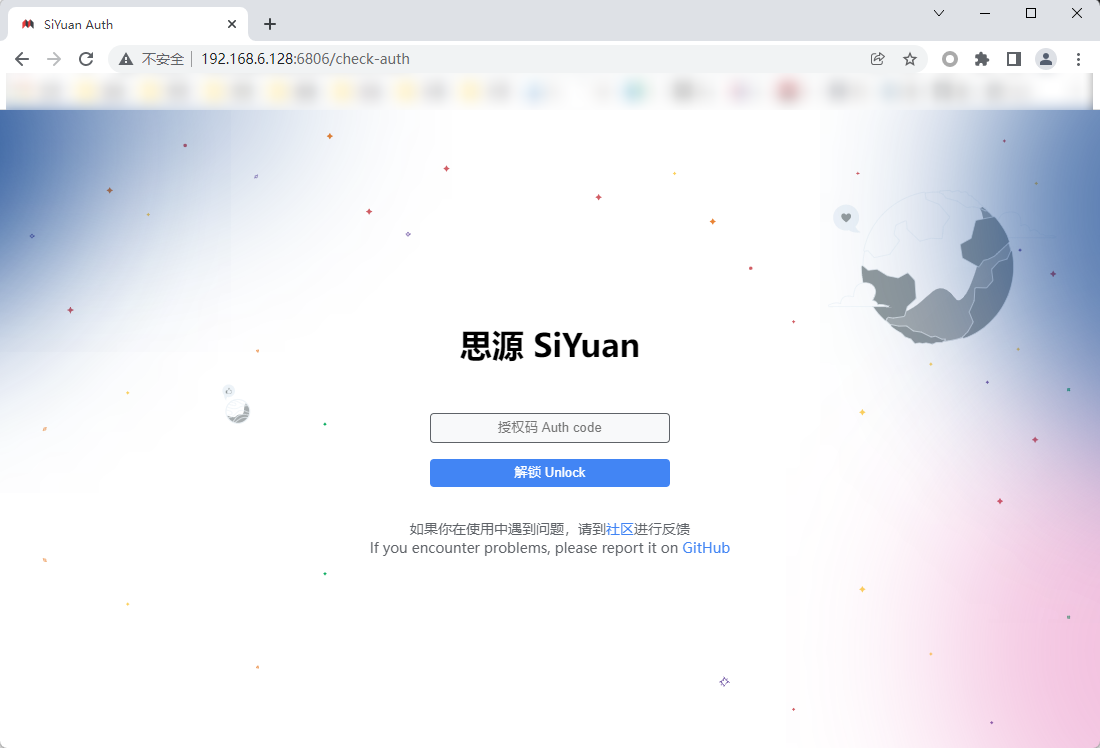 SiYuan Auth
不安全
192.168.6.128:6806/check-auth
思源 SiYuan
授权码 Auth code
解锁 Unlock
如果你在使用中遇到问题，请到社区进行反馈
If you encounter problems, please report it on GitHub